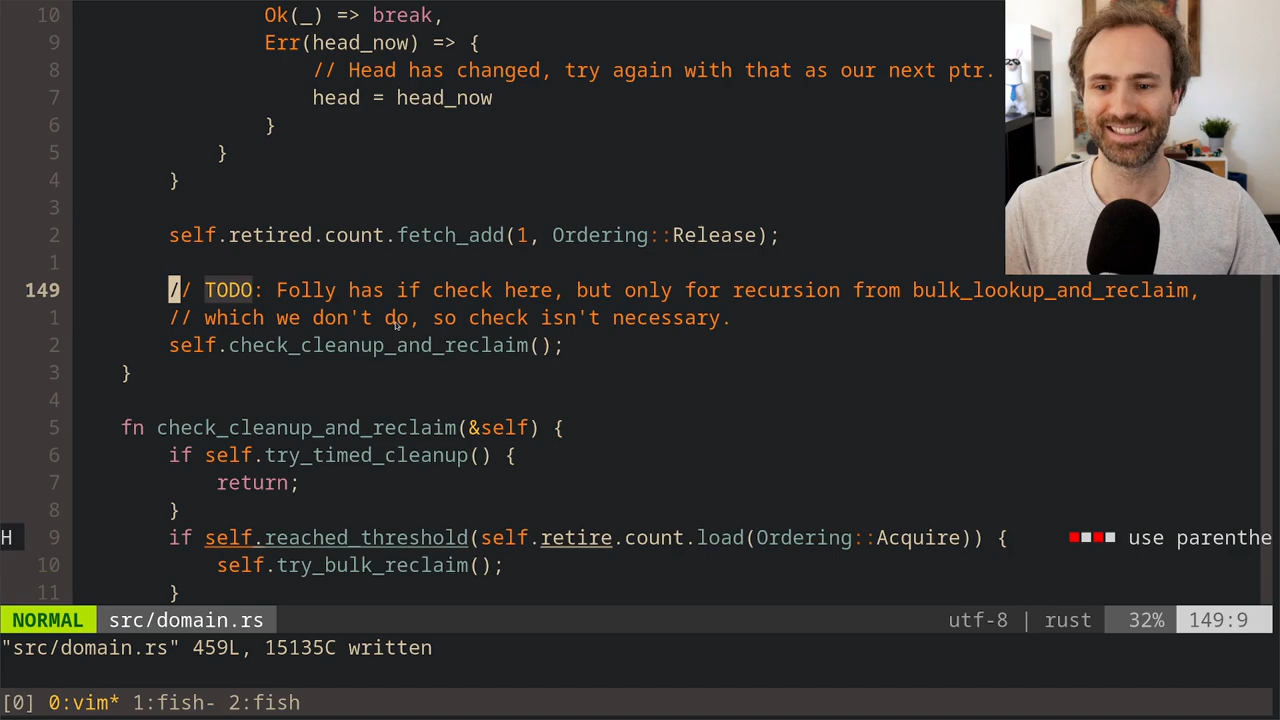 10 Ok(_) => break,
9 Err(head_now) => {
8 // Head has changed, try again with that as our next ptr.
7 head = head_now
6 }
5 }
4 }
3
2 self.retired.count.fetch_add(1, Ordering::Release);
1
149 // TODO: Folly has if check here, but only for recursion from bulk_lookup_and_reclaim,
1 // which we don't do, so check isn't necessary.
2 self.check_cleanup_and_reclaim();
3 }
4
5 fn check_cleanup_and_reclaim(&self) {
6 if self.try_timed_cleanup() {
7 return;
8 }
H 9 if self.reached_threshold(self.retire.count.load(Ordering::Acquire)) { use parenthe
10 self.try_bulk_reclaim();
11 }
NORMAL src/domain.rs utf-8 | rust 32% 149:9
"src/domain.rs" 459L, 15135C written
[0] 0:vim* 1:fish- 2:fish